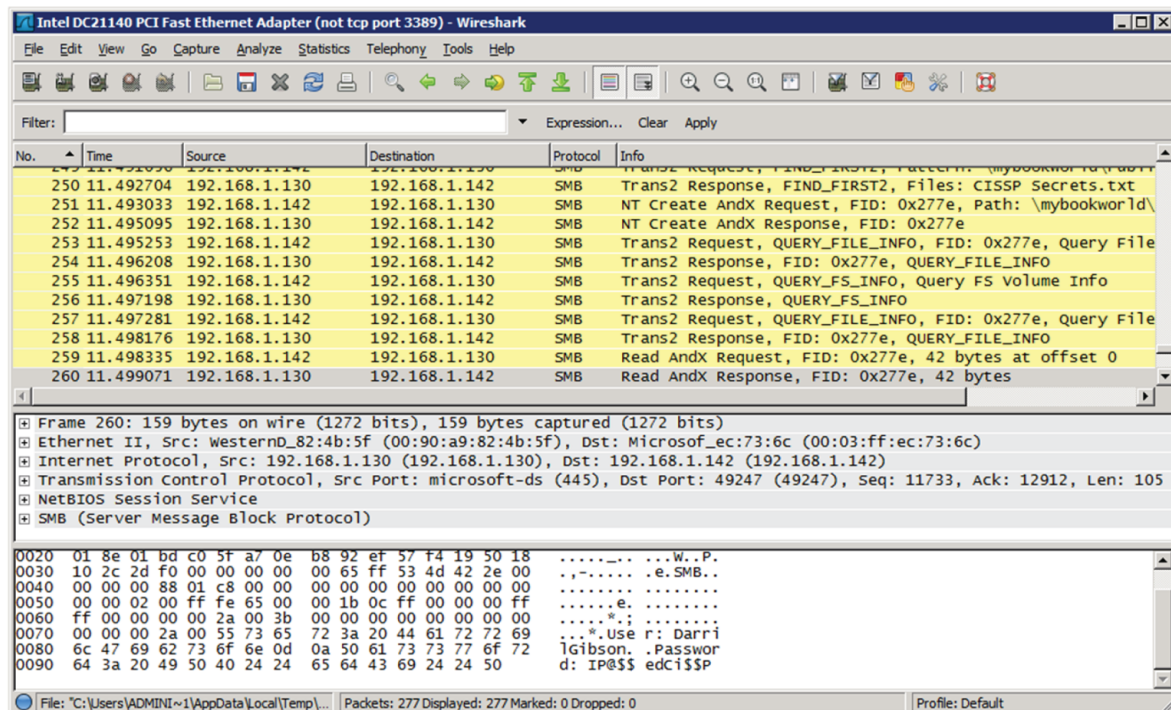 Intel DC21140 PCI Fast Ethernet Adapter (not tcp port 3389) - Wireshark
File Edit View Go Capture Analyze Statistics Telephony Tools Help
Filter: Expression... Clear Apply
No. Time Source Destination Protocol Info
250 11.492704 192.168.1.130 192.168.1.142 SMB Trans2 Response, FIND_FIRST2, Files: CISSP Secrets.txt
251 11.493033 192.168.1.142 192.168.1.130 SMB NT Create AndX Request, FID: 0x277e, Path: \mybookworld\
252 11.495095 192.168.1.130 192.168.1.142 SMB NT Create AndX Response, FID: 0x277e
253 11.495253 192.168.1.142 192.168.1.130 SMB Trans2 Request, QUERY_FILE_INFO, FID: 0x277e, Query File
254 11.496208 192.168.1.130 192.168.1.142 SMB Trans2 Response, FID: 0x277e, QUERY_FILE_INFO
255 11.496351 192.168.1.142 192.168.1.130 SMB Trans2 Request, QUERY_FS_INFO, Query FS Volume Info
256 11.497198 192.168.1.130 192.168.1.142 SMB Trans2 Response, QUERY_FS_INFO
257 11.497281 192.168.1.142 192.168.1.130 SMB Trans2 Request, QUERY_FILE_INFO, FID: 0x277e, Query File
258 11.498176 192.168.1.130 192.168.1.142 SMB Trans2 Response, FID: 0x277e, QUERY_FILE_INFO
259 11.498335 192.168.1.142 192.168.1.130 SMB Read AndX Request, FID: 0x277e, 42 bytes at offset 0
260 11.499071 192.168.1.130 192.168.1.142 SMB Read AndX Response, FID: 0x277e, 42 bytes
Frame 260: 159 bytes on wire (1272 bits), 159 bytes captured (1272 bits)
Ethernet II, Src: WesternD_82:4b:5f (00:90:a9:82:4b:5f), Dst: Microsof_ec:73:6c (00:03:ff:ec:73:6c)
Internet Protocol, Src: 192.168.1.130 (192.168.1.130), Dst: 192.168.1.142 (192.168.1.142)
Transmission Control Protocol, Src Port: microsoft-ds (445), Dst Port: 49247 (49247), Seq: 11733, Ack: 12912, Len: 105
NetBIOS Session Service
SMB (Server Message Block Protocol)
0020 01 8e 01 bd c0 5f a7 0e b8 92 ef 57 f4 19 50 18 ....._.. ...W..P.
0030 10 2c 2d f0 00 00 00 00 00 65 ff 53 4d 42 2e 00 .,-..... .e.SMB..
0040 00 00 00 88 01 c8 00 00 00 00 00 00 00 00 00 00 ........ ........
0050 00 00 02 00 ff fe 65 00 00 1b 0c ff 00 00 00 ff ......e. ........
0060 ff 00 00 00 00 2a 00 3b 00 00 00 00 00 00 00 00 .....*.; ........
0070 00 00 00 2a 00 55 73 65 72 3a 20 44 61 72 72 69 ...*.Use r: Darri
0080 6c 47 69 62 73 6f 6e 0d 0a 50 61 73 73 77 6f 72 lGibson. .Passwor
0090 64 3a 20 49 50 40 24 24 65 64 43 69 24 24 50 d: IP@$$ edCi$$P
File: "C:\Users\ADMINI~1\AppData\Local\Temp\... Packets: 277 Displayed: 277 Marked: 0 Dropped: 0 Profile: Default